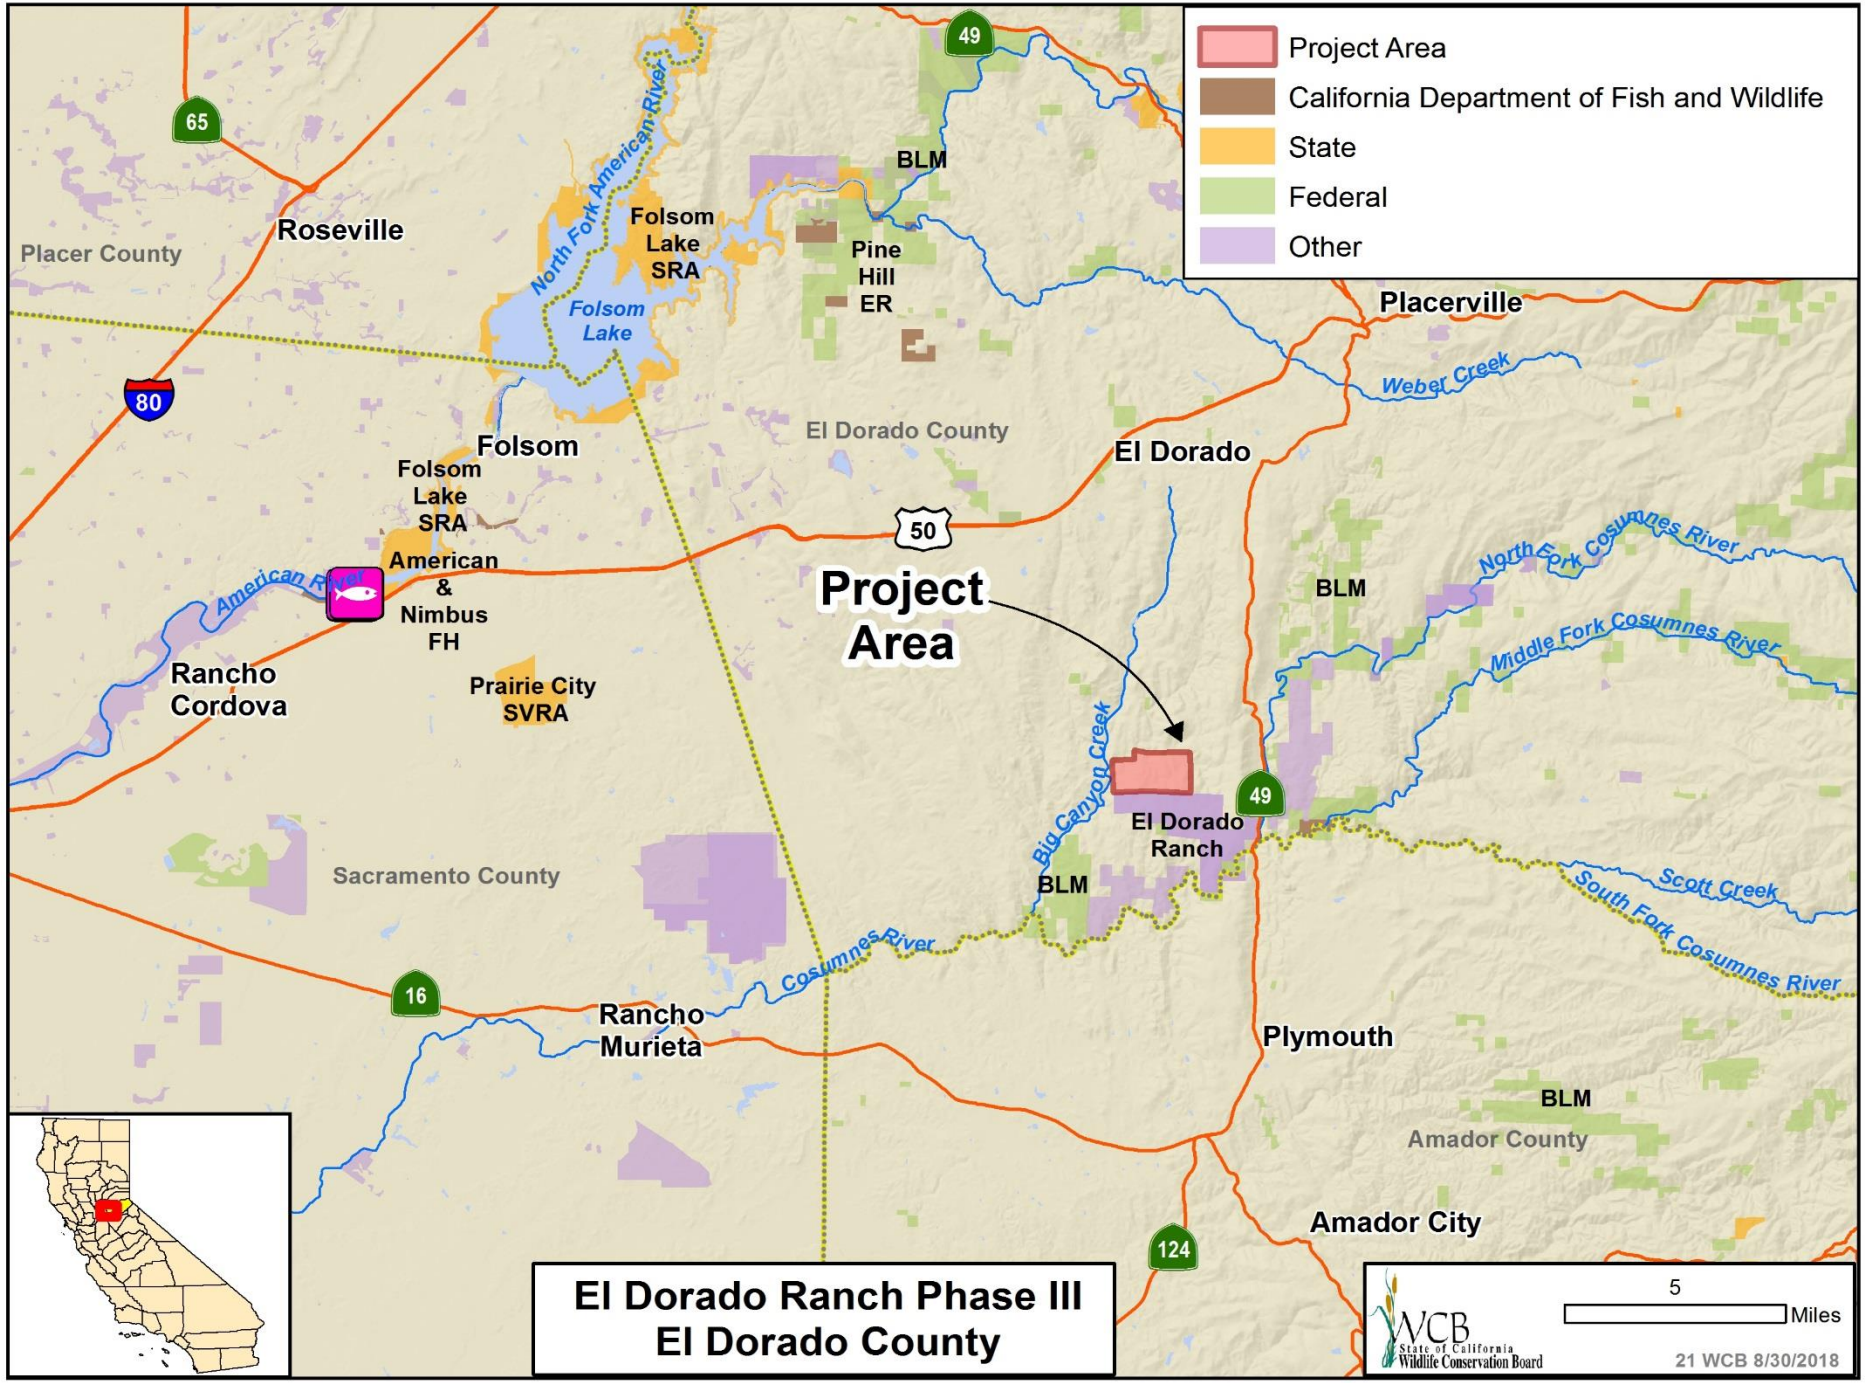 49
Project Area
California Department of Fish and Wildlife
State
Federal
Other
65
North Fork American River
BLM
Roseville
Placer County
Folsom
Lake
SRA
Pine
Hill
ER
Folsom
Lake
Placerville
Weber Creek
80
Folsom
El Dorado County
El Dorado
Folsom
Lake
SRA
50
North Fork Cosumnes River
American
&
Nimbus
FH
American River
Project
Area
BLM
Middle Fork Cosumnes River
Rancho
Cordova
Prairie City
SVRA
Big Canyon Creek
49
El Dorado
Ranch
Sacramento County
BLM
Scott Creek
South Fork Cosumnes River
Cosumnes River
16
Rancho
Murieta
Plymouth
BLM
Amador County
Amador City
124
El Dorado Ranch Phase III
El Dorado County
5
Miles
WCB
State of California
Wildlife Conservation Board
21 WCB 8/30/2018